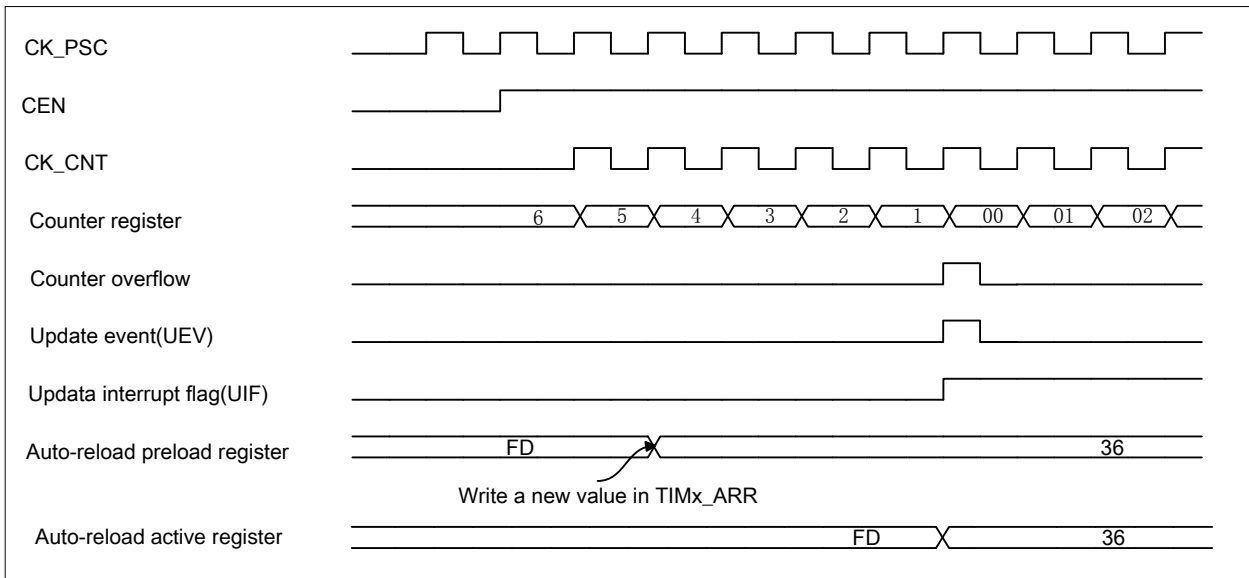 CK_PSC
CEN
CK_CNT
Counter register 6 5 4 3 2 1 00 01 02
Counter overflow
Update event(UEV)
Updata interrupt flag(UIF)
Auto-reload preload register FD 36
Write a new value in TIMx_ARR
Auto-reload active register FD 36